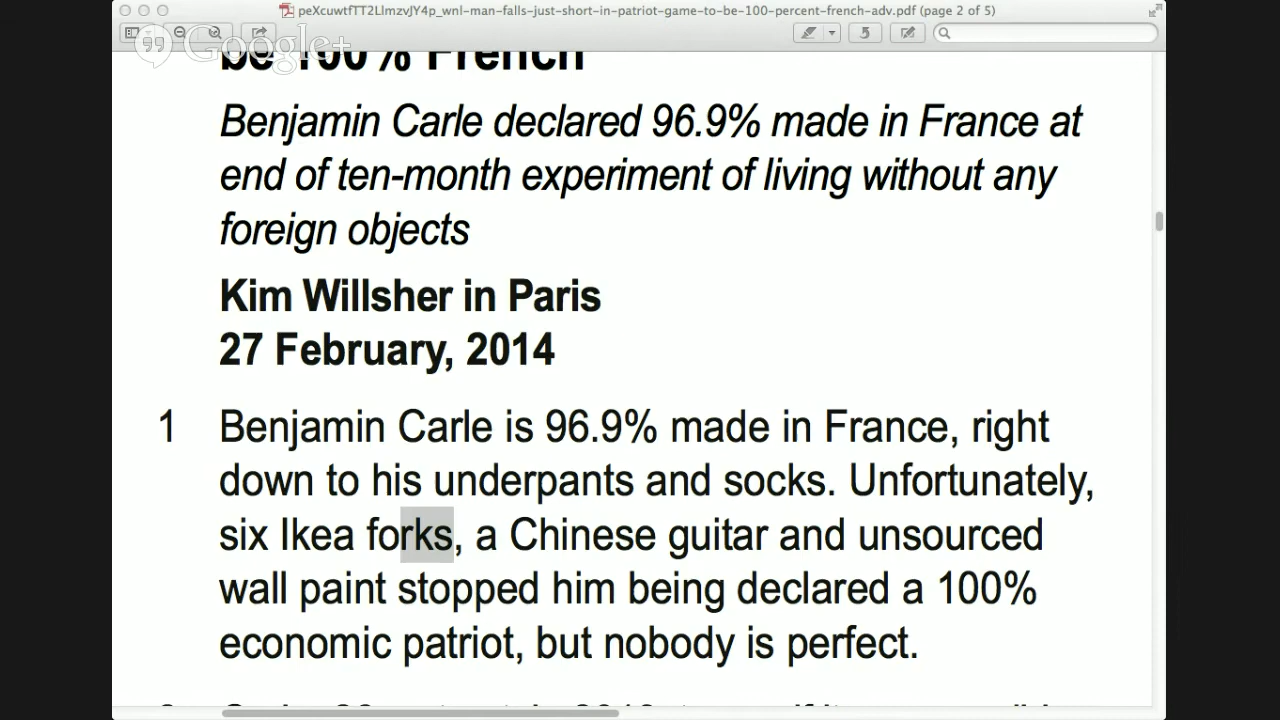 peXcuwtfTT2LlmzvJY4p_wnl-man-falls-just-short-in-patriot-game-to-be-100-percent-french-adv.pdf (page 2 of 5)
Google+
be 100% French
Benjamin Carle declared 96.9% made in France at
end of ten-month experiment of living without any
foreign objects
Kim Willsher in Paris
27 February, 2014
1 Benjamin Carle is 96.9% made in France, right
down to his underpants and socks. Unfortunately,
six Ikea forks, a Chinese guitar and unsourced
wall paint stopped him being declared a 100%
economic patriot, but nobody is perfect.